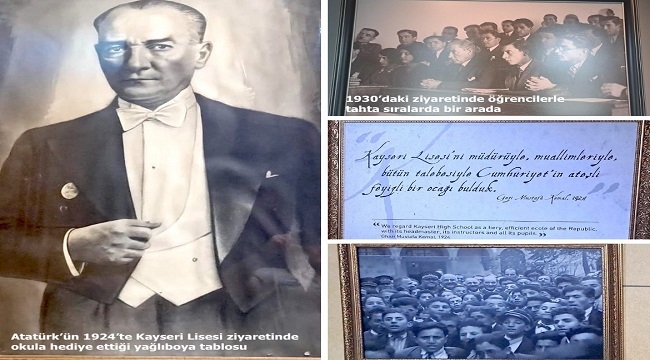 Atatürk'ün 1924'te Kayseri Lisesi ziyaretinde
okula hediye ettiği yağlıboya tablosu
1930'daki ziyaretinde öğrencilerle
tahta sıralarda bir arada
Kayseri Lisesi'ni müdürüyle, muallimleriyle,
bütün talebesiyle Cumhuriyet'in ateşli
feyizli bir ocağı bulduk.
Gazi Mustafa Kemal, 1924
"We regard Kayseri High School as a fiery, efficient ecole of the Republic,
with its headmaster, its instructors and all its pupils."
Ghazi Mustafa Kemal, 1924